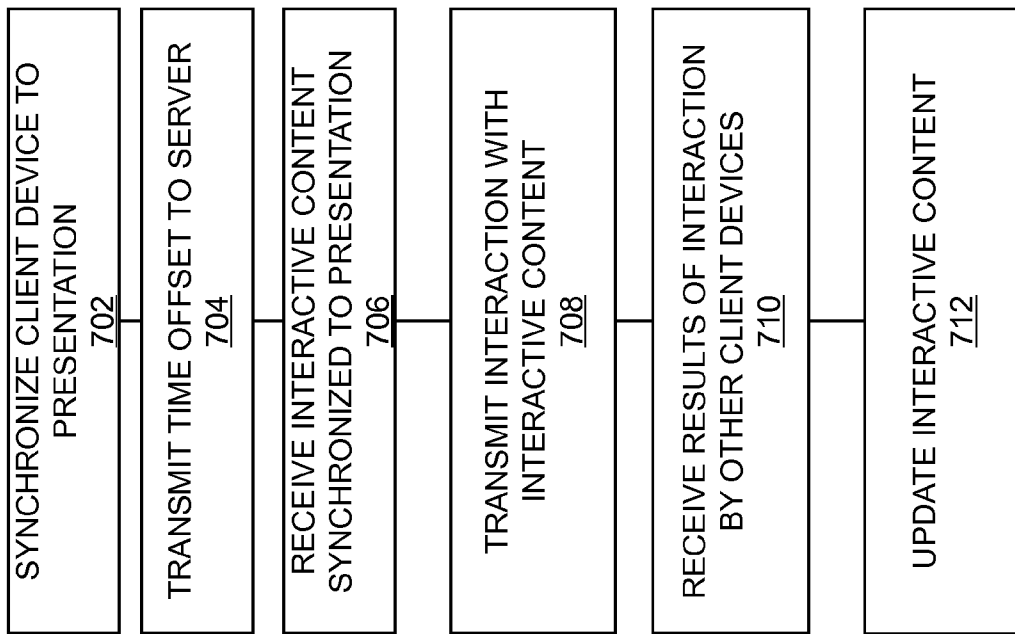 SYNCHRONIZE CLIENT DEVICE TO
PRESENTATION
702
TRANSMIT TIME OFFSET TO SERVER
704
RECEIVE INTERACTIVE CONTENT
SYNCHRONIZED TO PRESENTATION
706
TRANSMIT INTERACTION WITH
INTERACTIVE CONTENT
708
RECEIVE RESULTS OF INTERACTION
BY OTHER CLIENT DEVICES
710
UPDATE INTERACTIVE CONTENT
712